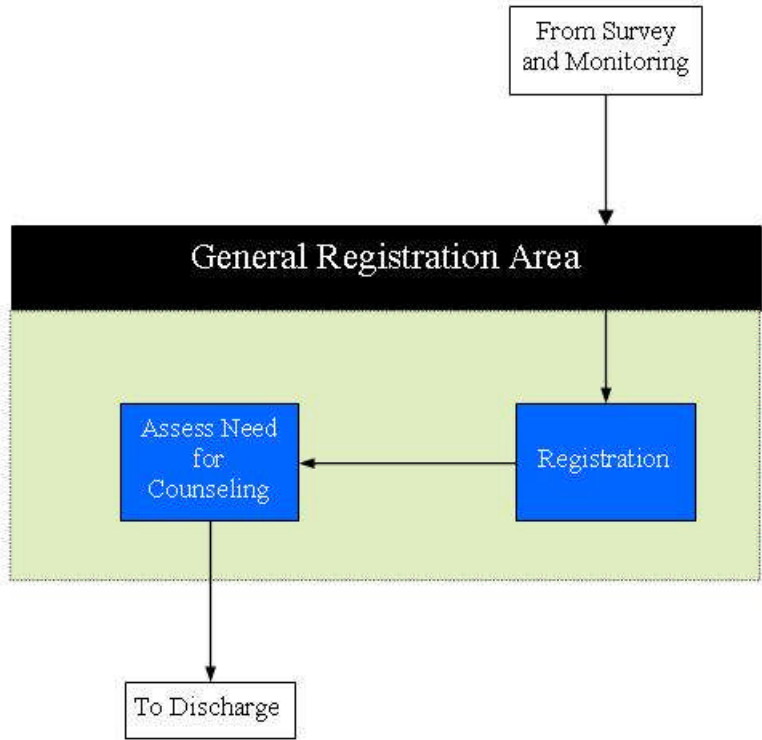 From Survey
and Monitoring
General Registration Area
Assess Need
for
Counseling
Registration
To Discharge